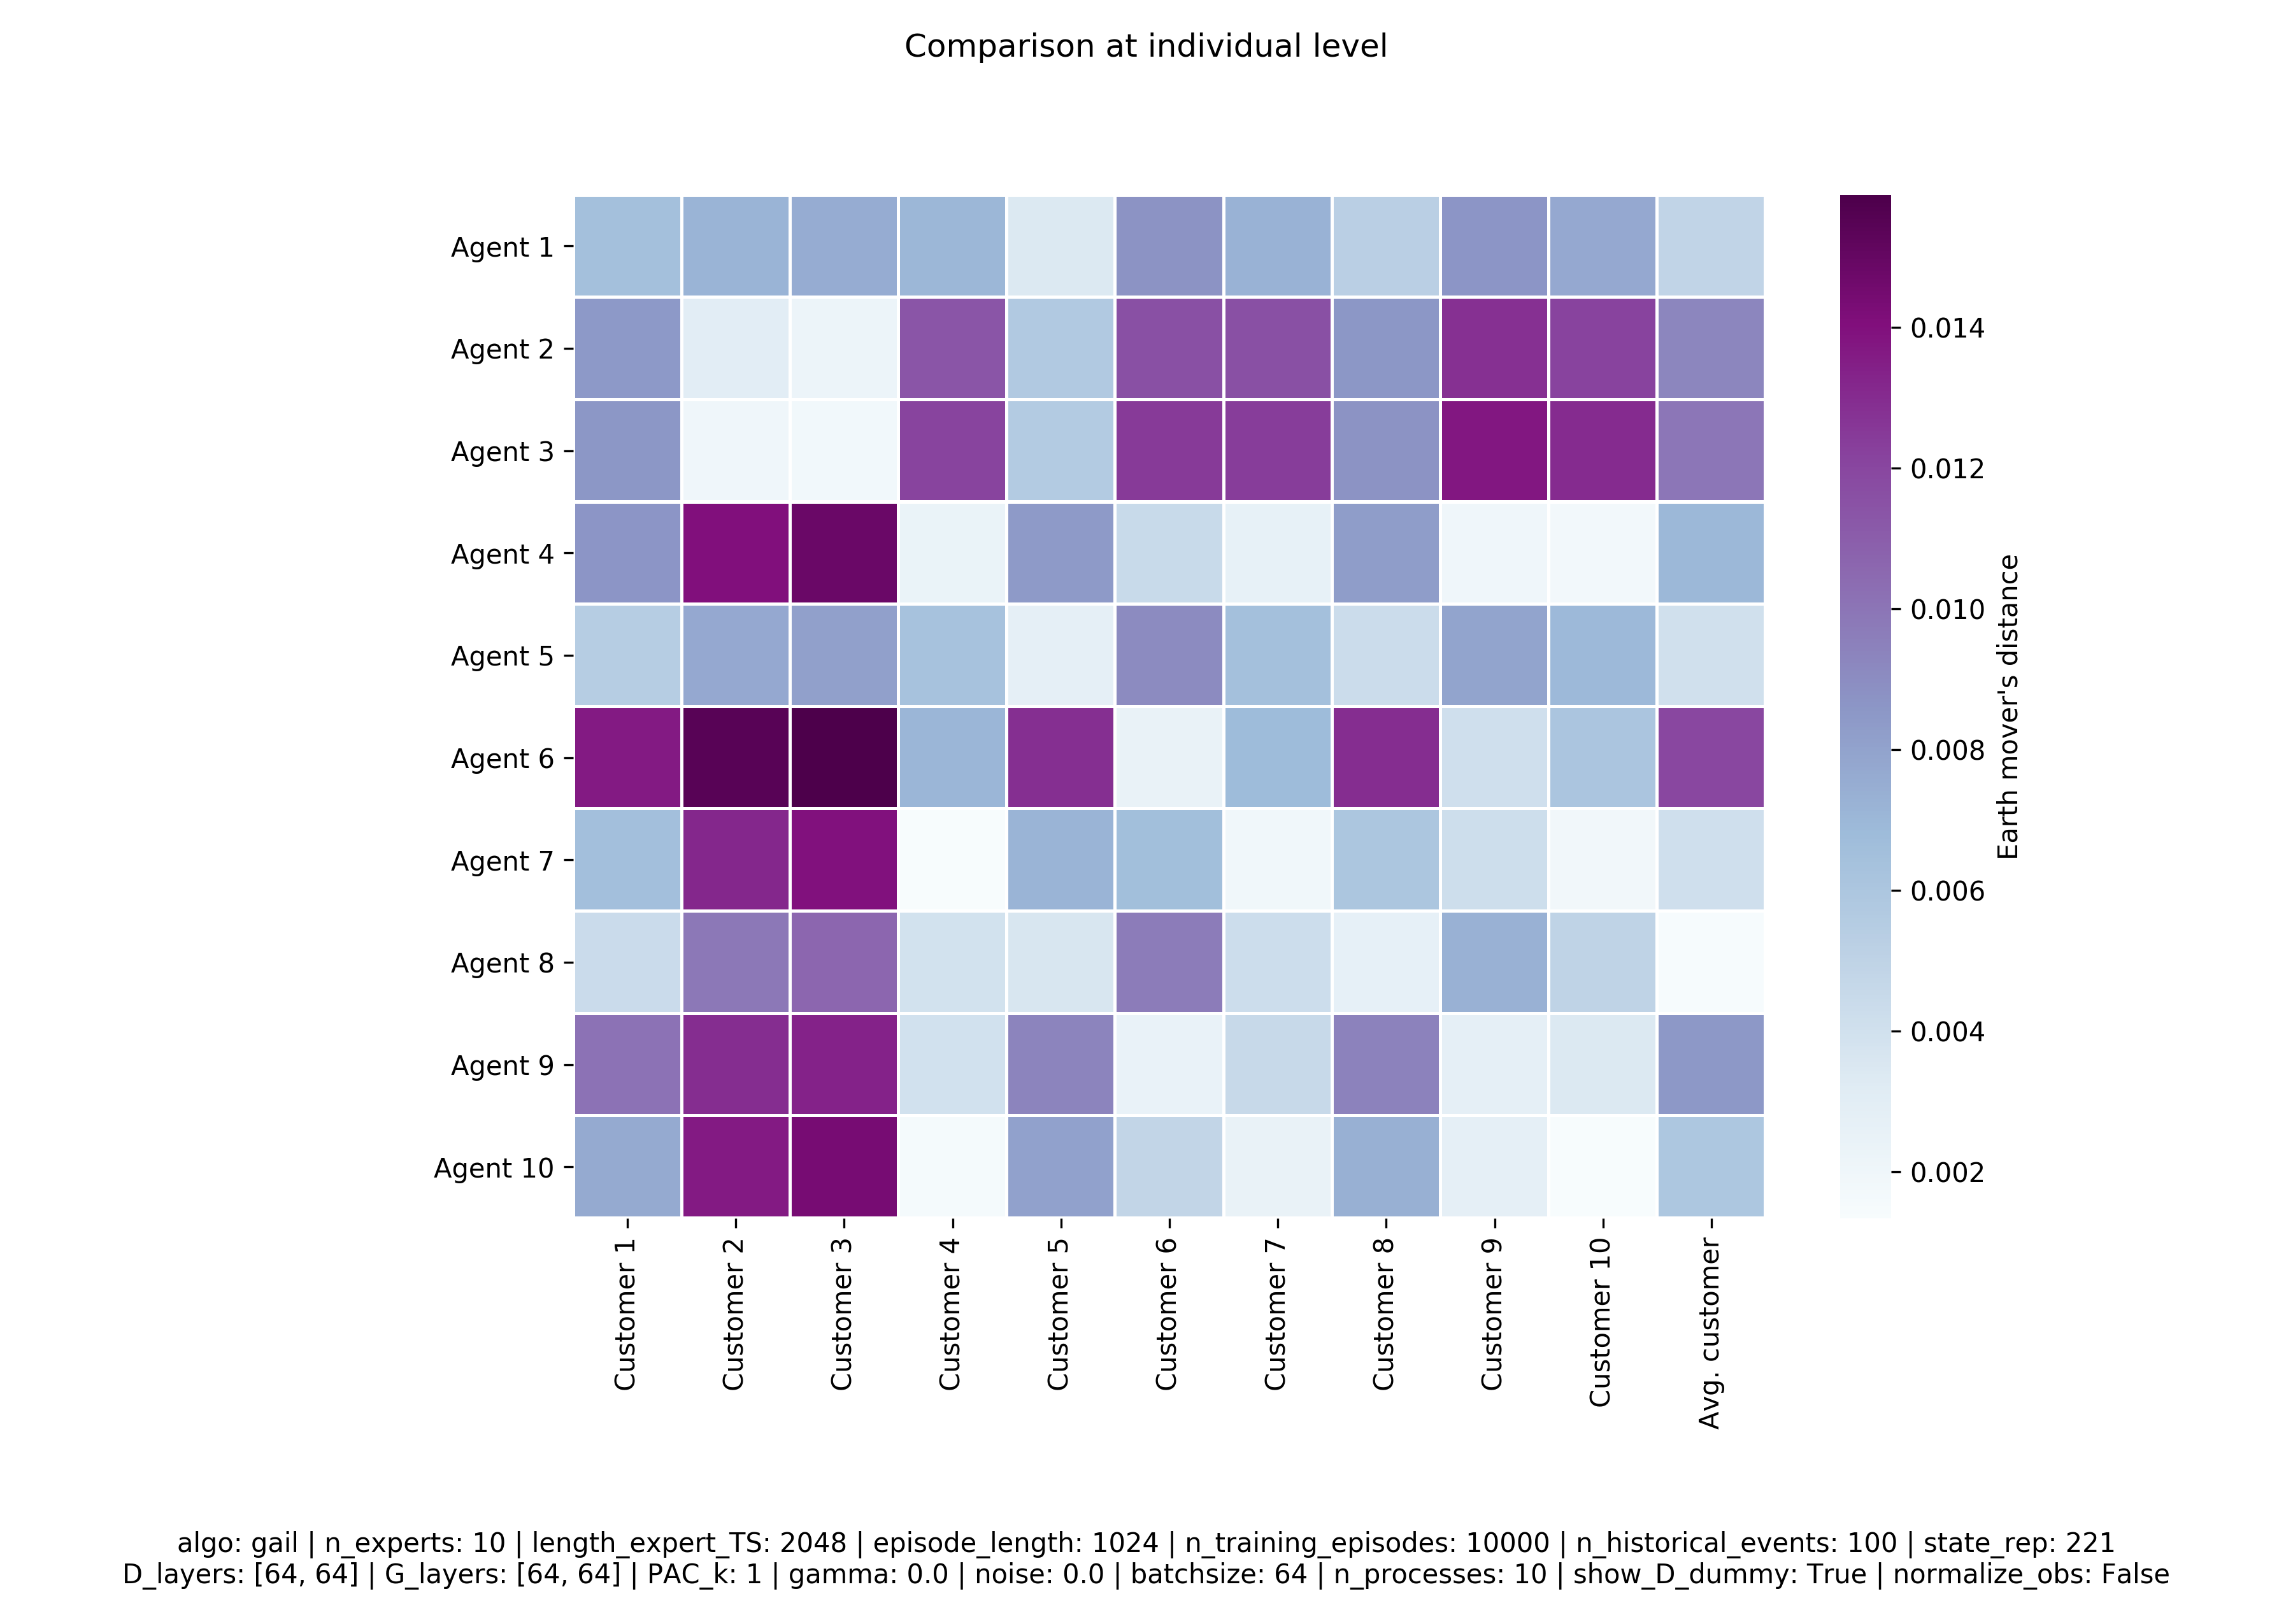 Comparison at individual level
Agent 1
Agent 2
Agent 3
Agent 4
Agent 5
Agent 6
Agent 7
Agent 8
Agent 9
Agent 10
Customer 1
Customer 2
Customer 3
Customer 4
Customer 5
Customer 6
Customer 7
Customer 8
Customer 9
Customer 10
Avg. customer
0.014
0.012
0.010
0.008
0.006
0.004
0.002
Earth mover's distance
algo: gail | n_experts: 10 | length_expert_TS: 2048 | episode_length: 1024 | n_training_episodes: 10000 | n_historical_events: 100 | state_rep: 221
D_layers: [64, 64] | G_layers: [64, 64] | PAC_k: 1 | gamma: 0.0 | noise: 0.0 | batchsize: 64 | n_processes: 10 | show_D_dummy: True | normalize_obs: False